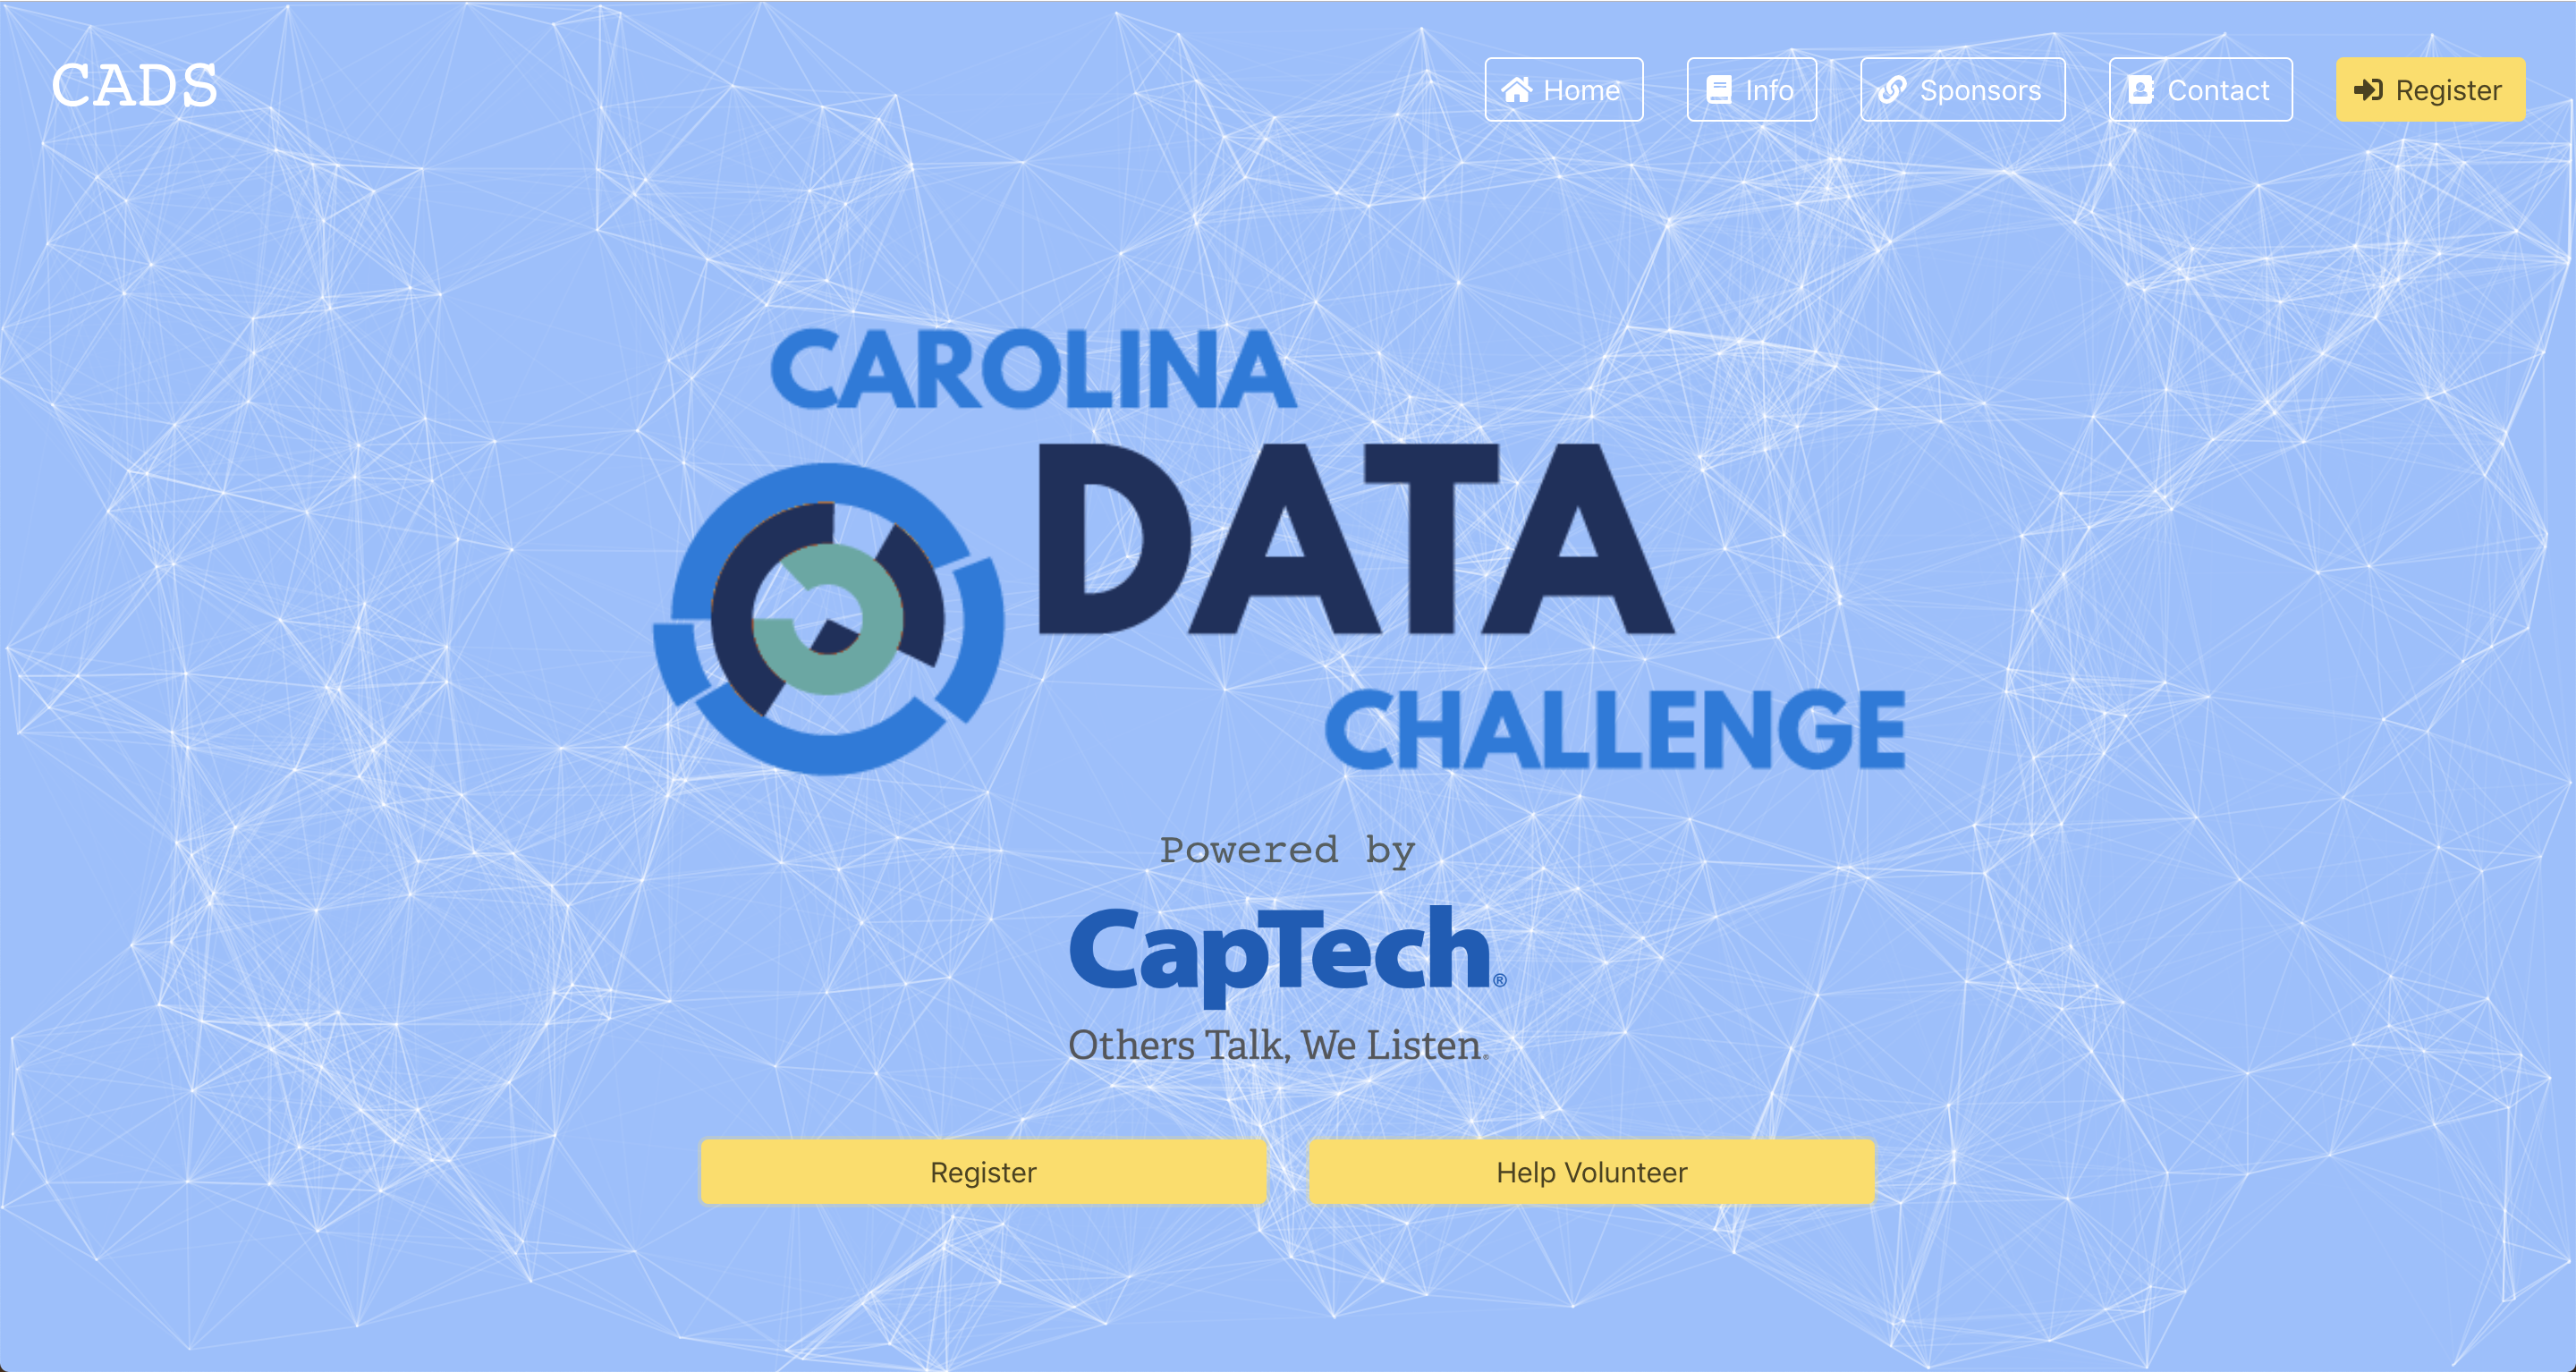 CADS
Home
Info
Sponsors
Contact
Register
CAROLINA
DATA
CHALLENGE
Powered by
CapTech®
Others Talk, We Listen®
Register
Help Volunteer